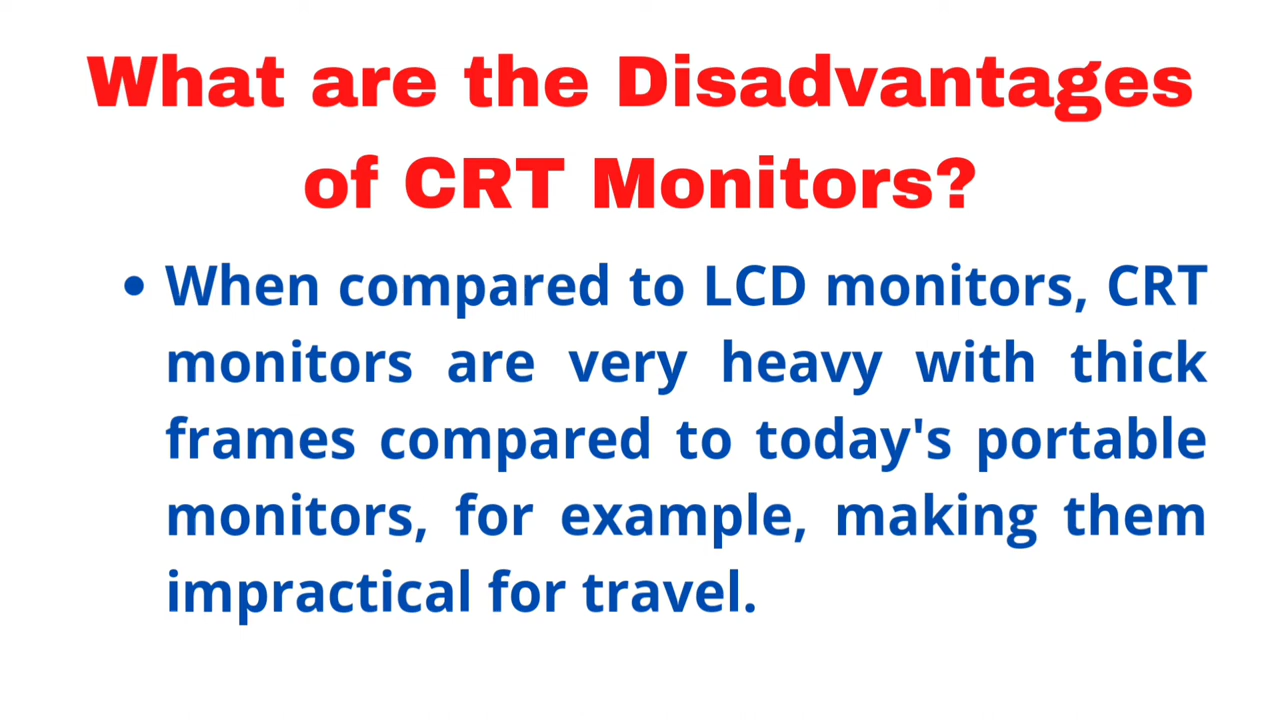 What are the Disadvantages
of CRT Monitors?
• When compared to LCD monitors, CRT
monitors are very heavy with thick
frames compared to today's portable
monitors, for example, making them
impractical for travel.